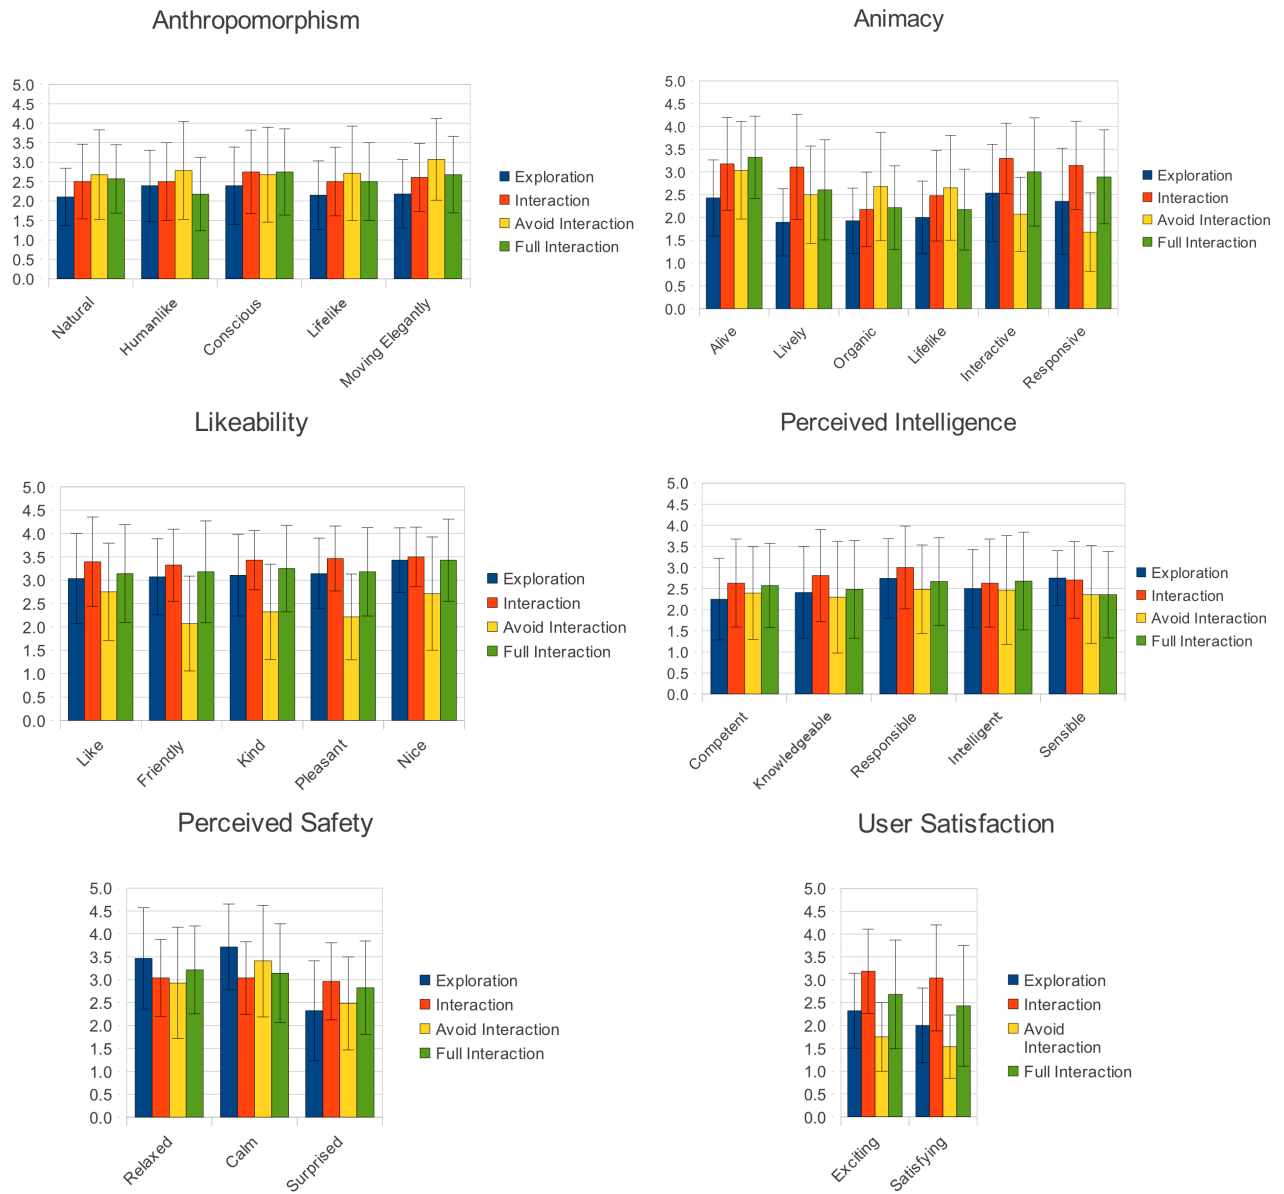 Anthropomorphism
5.0
4.5
4.0
3.5
3.0
2.5
2.0
1.5
1.0
0.5
0.0
Natural
Humanlike
Conscious
Lifelike
Moving Elegantly
Exploration
Interaction
Avoid Interaction
Full Interaction
Animacy
5.0
4.5
4.0
3.5
3.0
2.5
2.0
1.5
1.0
0.5
0.0
Alive
Lively
Organic
Lifelike
Interactive
Responsive
Exploration
Interaction
Avoid Interaction
Full Interaction
Likeability
5.0
4.5
4.0
3.5
3.0
2.5
2.0
1.5
1.0
0.5
0.0
Like
Friendly
Kind
Pleasant
Nice
Exploration
Interaction
Avoid Interaction
Full Interaction
Perceived Intelligence
5.0
4.5
4.0
3.5
3.0
2.5
2.0
1.5
1.0
0.5
0.0
Competent
Knowledgeable
Responsible
Intelligent
Sensible
Exploration
Interaction
Avoid Interaction
Full Interaction
Perceived Safety
5.0
4.5
4.0
3.5
3.0
2.5
2.0
1.5
1.0
0.5
0.0
Relaxed
Calm
Surprised
Exploration
Interaction
Avoid Interaction
Full Interaction
User Satisfaction
5.0
4.5
4.0
3.5
3.0
2.5
2.0
1.5
1.0
0.5
0.0
Exciting
Satisfying
Exploration
Interaction
Avoid
Interaction
Full Interaction